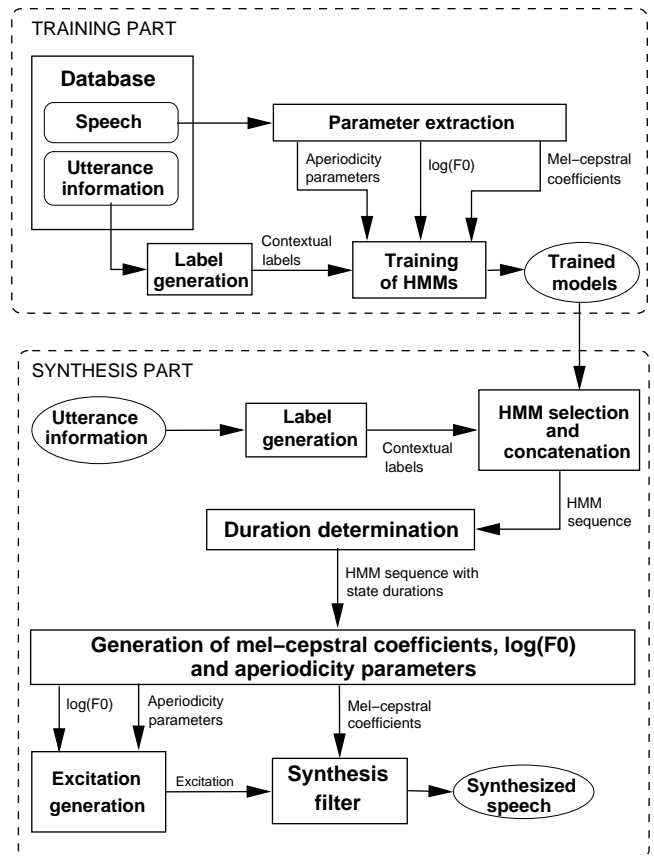 TRAINING PART
Database
Speech
Utterance
information
Parameter extraction
Aperiodicity
parameters
log(F0)
Mel−cepstral
coefficients
Label
generation
Contextual
labels
Training
of HMMs
Trained
models
SYNTHESIS PART
Utterance
information
Label
generation
Contextual
labels
HMM selection
and
concatenation
HMM
sequence
Duration determination
HMM sequence with
state durations
Generation of mel−cepstral coefficients, log(F0)
and aperiodicity parameters
log(F0)
Aperiodicity
parameters
Mel−cepstral
coefficients
Excitation
generation
Excitation
Synthesis
filter
Synthesized
speech